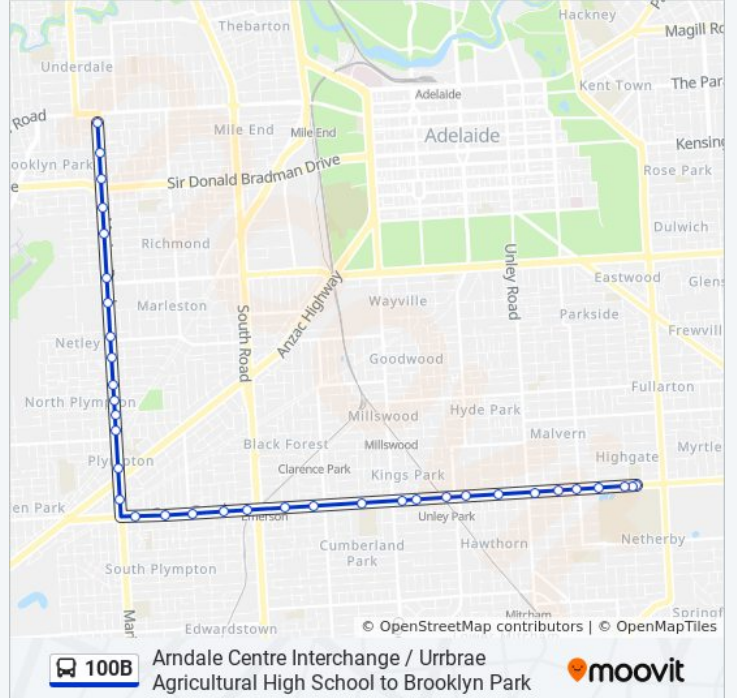 Hackney
Thebarton
Magill Rd
Underdale
Kent Town
The Par
Adelaide
Road
Mile End
Mile End
Adelaide
Kensing
ooklyn Park
Sir Donald Bradman Drive
Rose Park
e
Dulwich
Richmond
Unley Road
Eastwood
Glens
Anzac Highway
Wayville
Marleston
South Road
Parkside
Frewvill
Netley
Goodwood
Fullarton
North Plympton
Hyde Park
Millswood
Malvern
Black Forest
Millswood
Myrtle
Highgate
Plympton
Clarence Park
Kings Park
en Park
Emerson
Unley Park
Netherby
Cumberland
Park
Hawthorn
South Plympton
Mitcham
Springf
Mari
Edwardstown
© OpenStreetMap contributors | © OpenMapTiles
100B
Arndale Centre Interchange / Urrbrae
Agricultural High School to Brooklyn Park
moovit